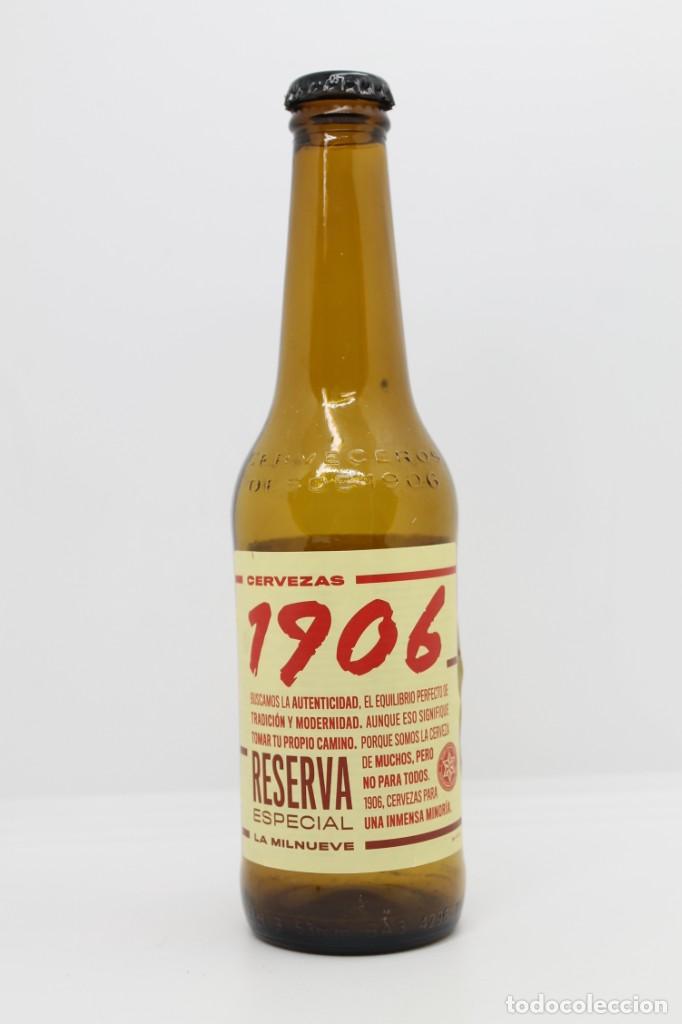 CERVECEROS
DESDE 1906
CERVEZAS
1906
BUSCAMOS LA AUTENTICIDAD, EL EQUILIBRIO PERFECTO DE
TRADICIÓN Y MODERNIDAD. AUNQUE ESO SIGNIFIQUE
TOMAR TU PROPIO CAMINO. PORQUE SOMOS LA CERVEZA
DE MUCHOS, PERO
NO PARA TODOS.
1906, CERVEZAS PARA
UNA INMENSA MINORÍA.
RESERVA
ESPECIAL
LA MILNUEVE
todocoleccion